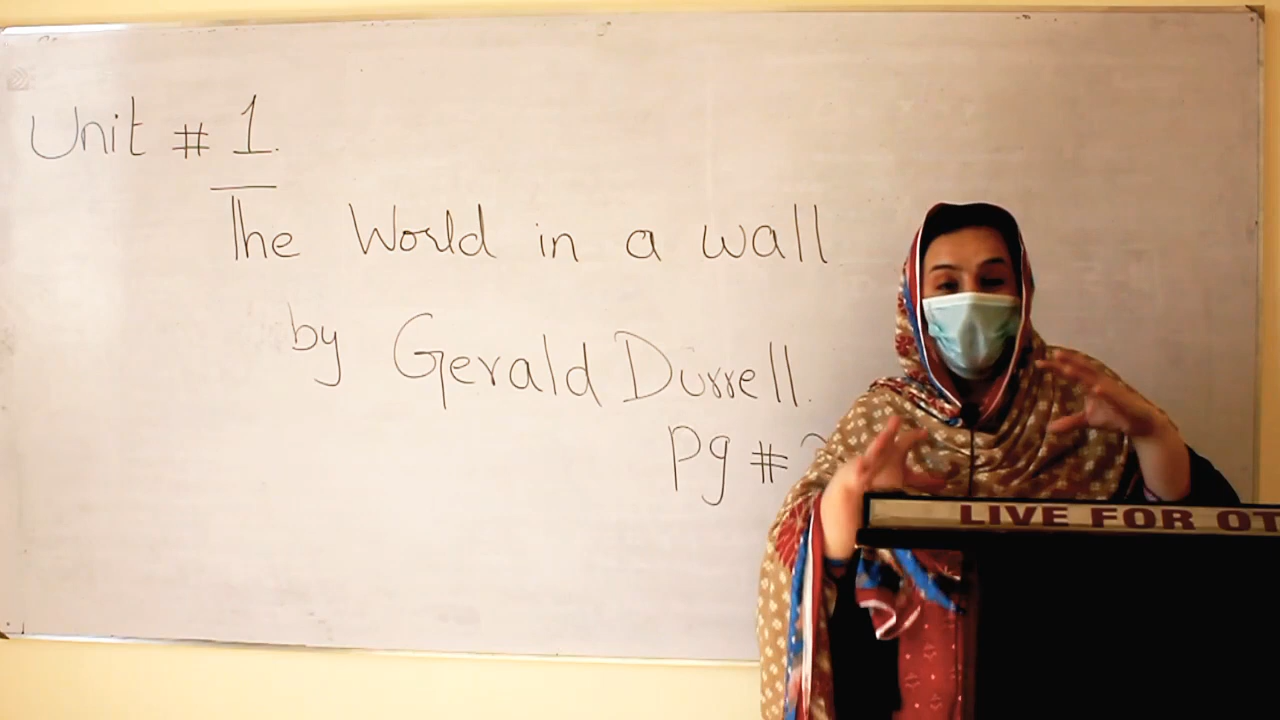 Unit # 1.
The World in a wall
by Gerald Durrell.
Pg #
LIVE FOR OT